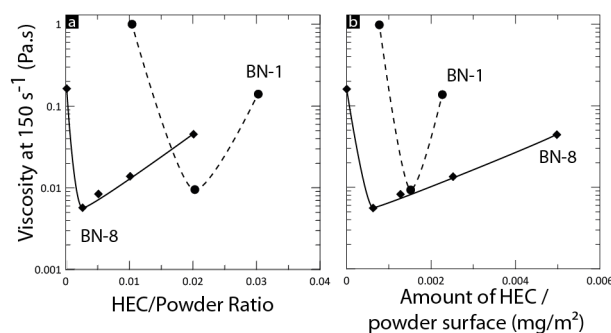 a
b
Viscosity at 150 s⁻¹ (Pa.s)
1
0.1
0.01
0.001
BN-1
BN-8
0
0.01
0.02
0.03
0.04
HEC/Powder Ratio
BN-1
BN-8
0
0.002
0.004
0.006
Amount of HEC /
powder surface (mg/m²)